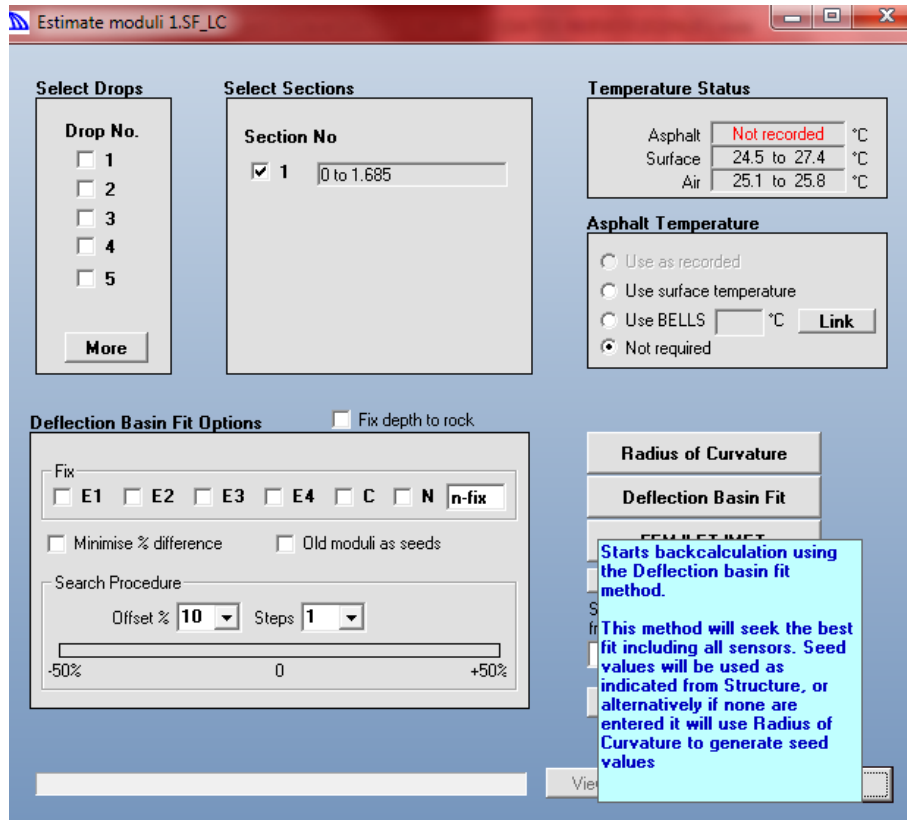 Estimate moduli 1.SF_LC
Select Drops
Drop No.
1
2
3
4
5
More
Select Sections
Section No
1 0 to 1.685
Temperature Status
Asphalt Not recorded °C
Surface 24.5 to 27.4 °C
Air 25.1 to 25.8 °C
Asphalt Temperature
Use as recorded
Use surface temperature
Use BELLS °C Link
Not required
Deflection Basin Fit Options
Fix depth to rock
Fix
E1 E2 E3 E4 C N n-fix
Minimise % difference Old moduli as seeds
Search Procedure
Offset % 10 Steps 1
-50% 0 +50%
Radius of Curvature
Deflection Basin Fit
Starts backcalculation using
the Deflection basin fit
method.
This method will seek the best
fit including all sensors. Seed
values will be used as
indicated from Structure, or
alternatively if none are
entered it will use Radius of
Curvature to generate seed
values